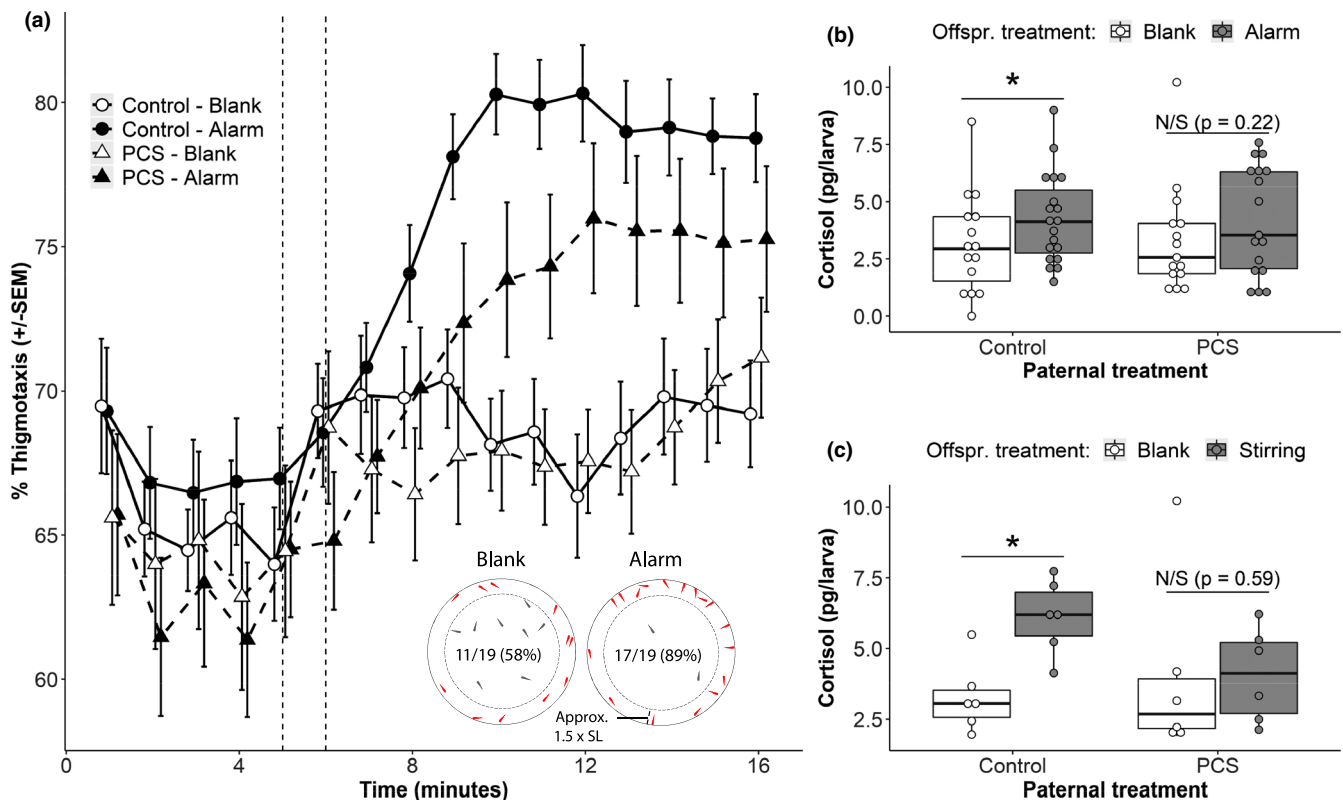 (a)
Control - Blank
Control - Alarm
PCS - Blank
PCS - Alarm
% Thigmotaxis (+/-SEM)
80
75
70
65
60
0
4
8
12
16
Time (minutes)
Blank
11/19 (58%)
Alarm
17/19 (89%)
Approx.
1.5 x SL
(b)
Offspr. treatment: Blank Alarm
Cortisol (pg/larva)
10.0
7.5
5.0
2.5
0.0
*
N/S (p = 0.22)
Control
PCS
Paternal treatment
(c)
Offspr. treatment: Blank Stirring
Cortisol (pg/larva)
10.0
7.5
5.0
2.5
*
N/S (p = 0.59)
Control
PCS
Paternal treatment